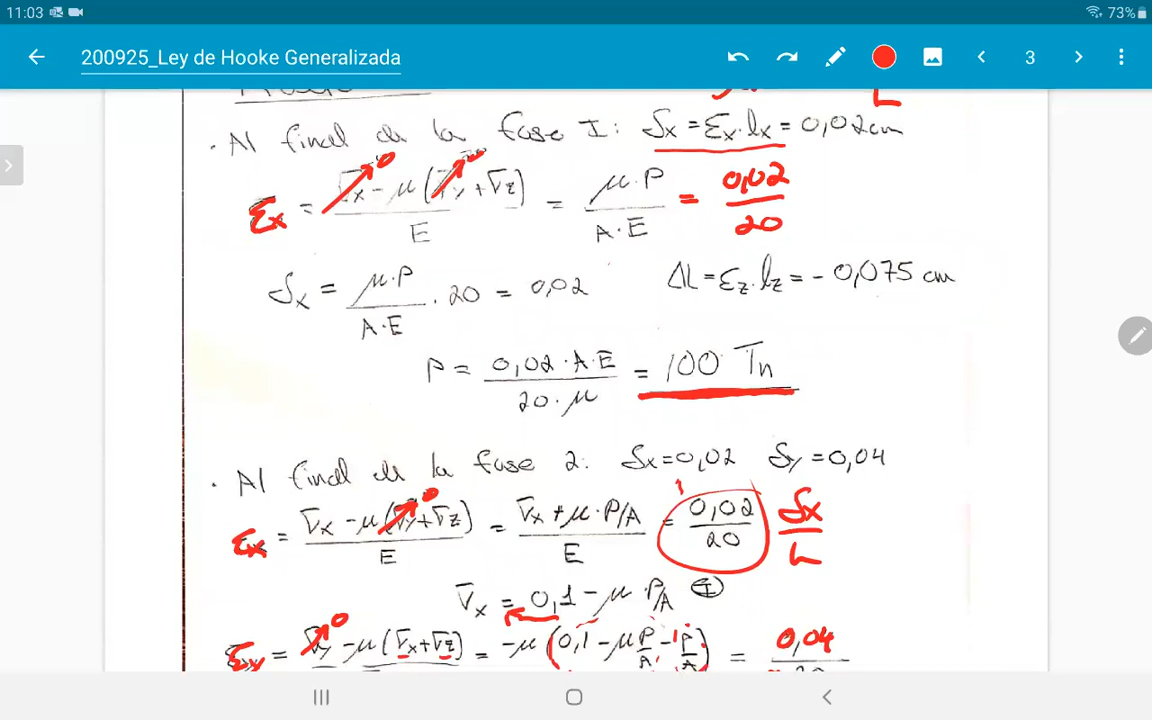 11:03
73%
200925_Ley de Hooke Generalizada
3
· Al final de la fase I: δx = εx · lx = 0,02 cm
εx = σx - μ(σy + σz) / E = μ · P / A · E = 0,02 / 20
δx = μ·P / A·E · 20 = 0,02
ΔL = εz · lz = - 0,075 cm
P = 0,02 · A · E / 20 · μ = 100 Tn
· Al final de la fase 2: δx = 0,02 δy = 0,04
εx = σx - μ(σy + σz) / E = σx + μ · P/A / E = 0,02 / 20 δx / L
σx = 0,1 - μ · P/A I
εy = σy - μ(σx + σz) = -μ(0,1 - μ P/A - P/A) = 0,04